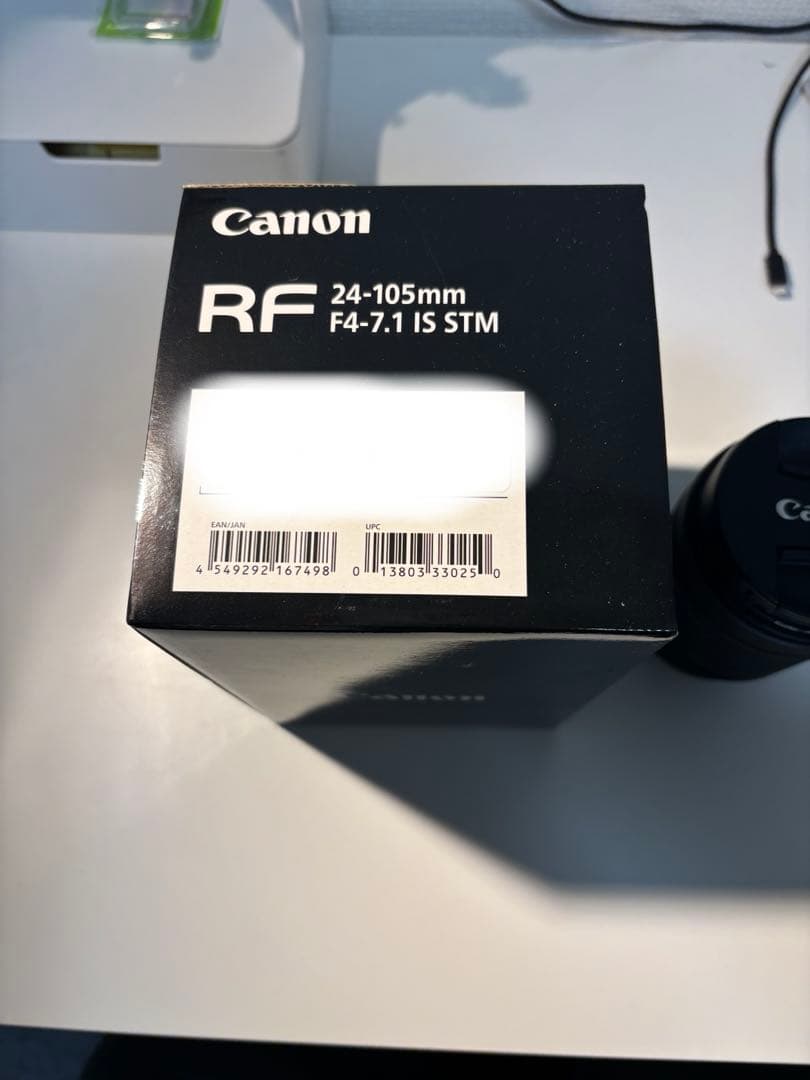 Canon
RF 24-105mm
F4-7.1 IS STM
EAN/JAN
4 549292 167498
UPC
0 13803 33025 0
Canon